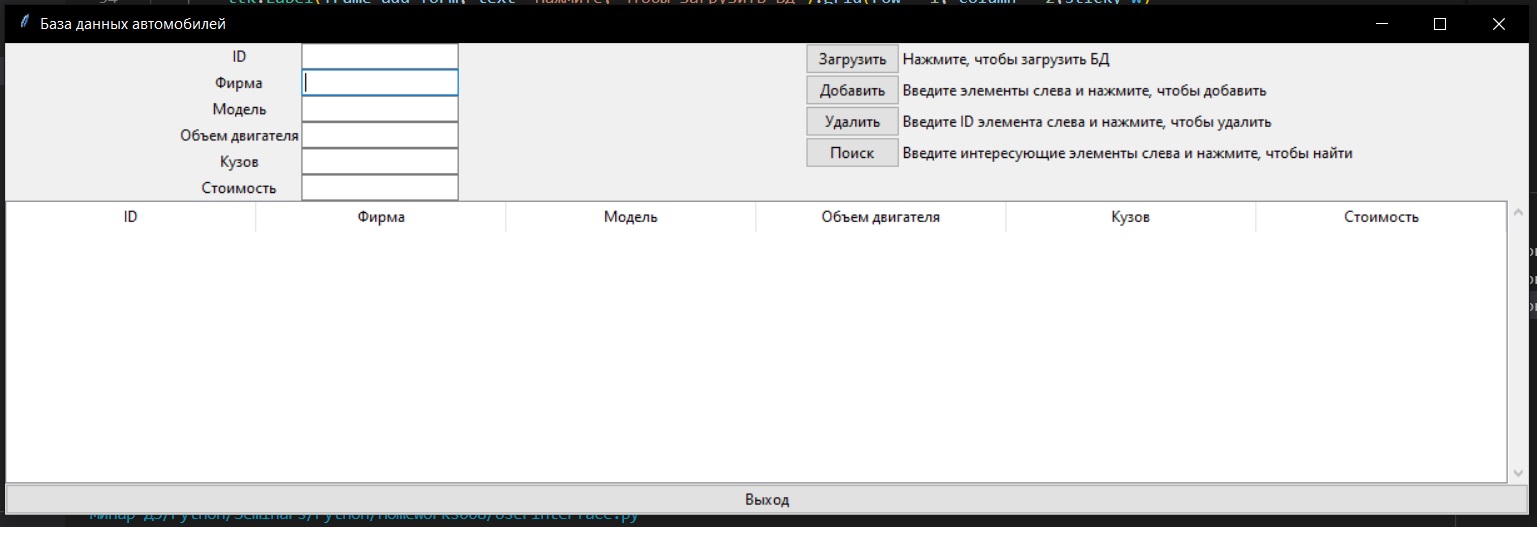 База данных автомобилей
ID
Фирма
Модель
Объем двигателя
Кузов
Стоимость
Загрузить Нажмите, чтобы загрузить БД
Добавить Введите элементы слева и нажмите, чтобы добавить
Удалить Введите ID элемента слева и нажмите, чтобы удалить
Поиск Введите интересующие элементы слева и нажмите, чтобы найти
ID Фирма Модель Объем двигателя Кузов Стоимость
Выход